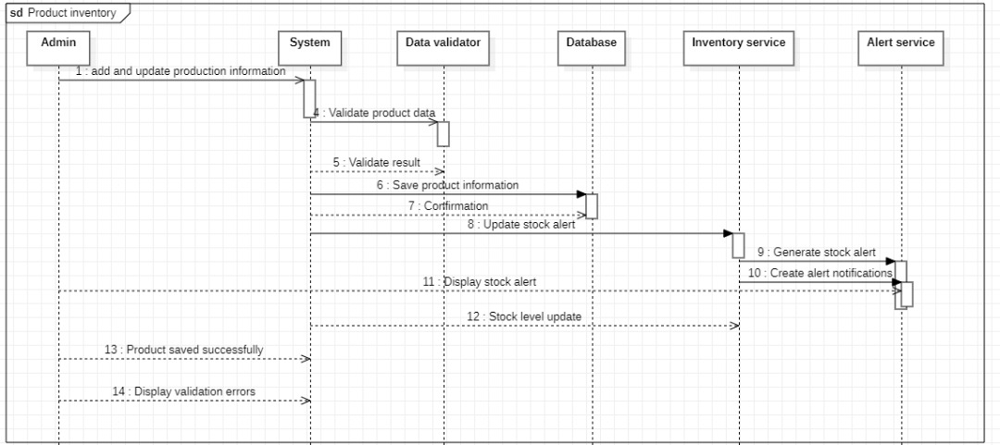 sd Product inventory
Admin
System
Data validator
Database
Inventory service
Alert service
1 : add and update production information
4 : Validate product data
5 : Validate result
6 : Save product information
7 : Confirmation
8 : Update stock alert
9 : Generate stock alert
10 : Create alert notifications
11 : Display stock alert
12 : Stock level update
13 : Product saved successfully
14 : Display validation errors